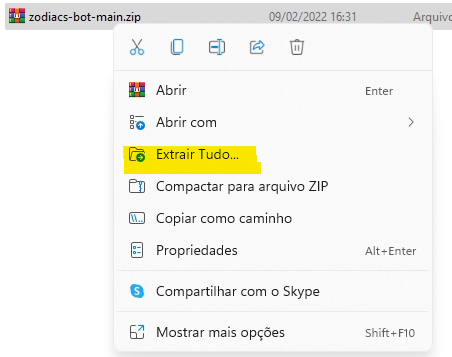 zodiacs-bot-main.zip 09/02/2022 16:31 Arquivo
Abrir Enter
Abrir com
Extrair Tudo...
Compactar para arquivo ZIP
Copiar como caminho
Propriedades Alt+Enter
Compartilhar com o Skype
Mostrar mais opções Shift+F10